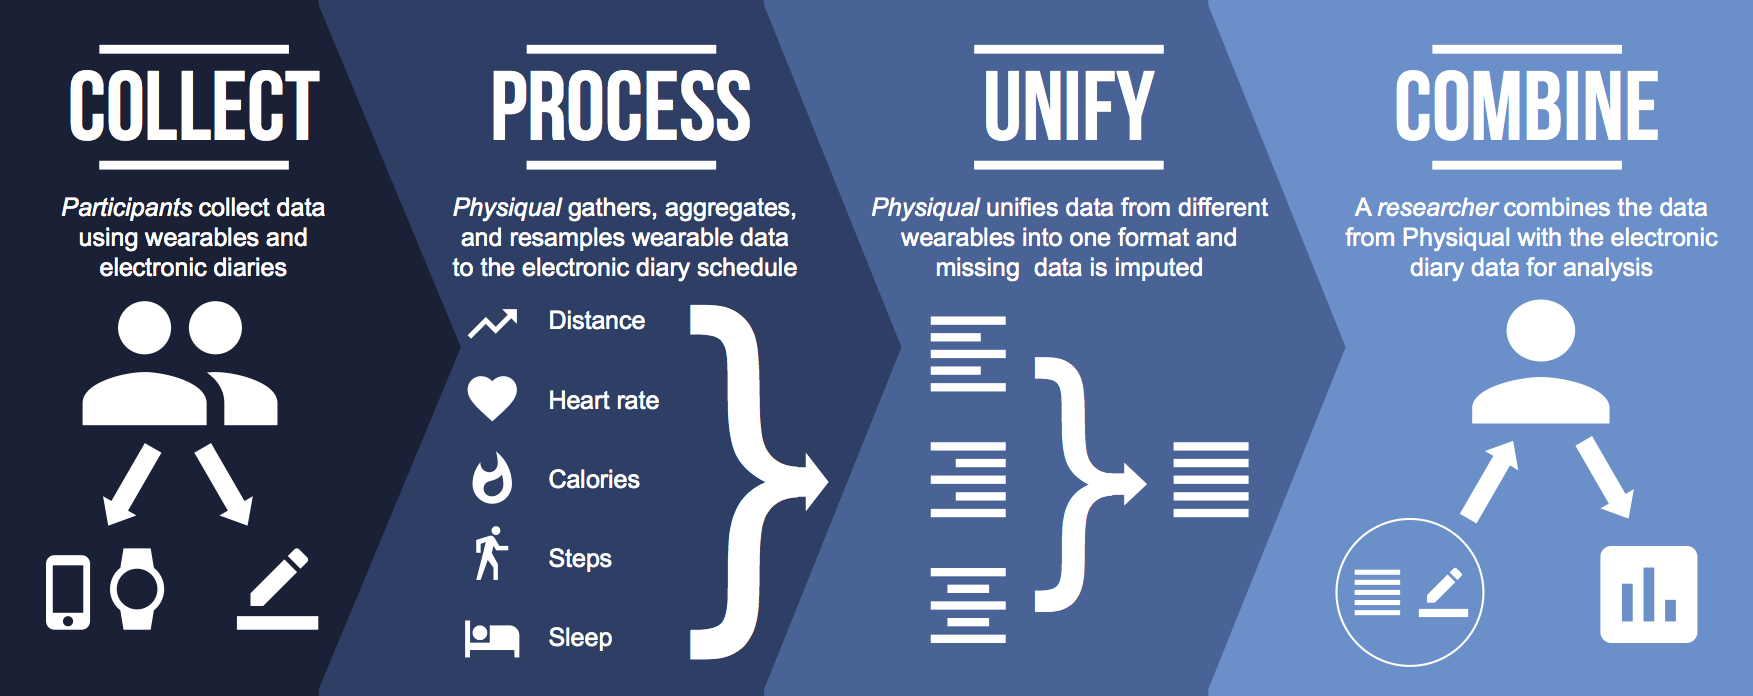 COLLECT
Participants collect data
using wearables and
electronic diaries
PROCESS
Physiqual gathers, aggregates,
and resamples wearable data
to the electronic diary schedule
Distance
Heart rate
Calories
Steps
Sleep
UNIFY
Physiqual unifies data from different
wearables into one format and
missing  data is imputed
COMBINE
A researcher combines the data
from Physiqual with the electronic
diary data for analysis